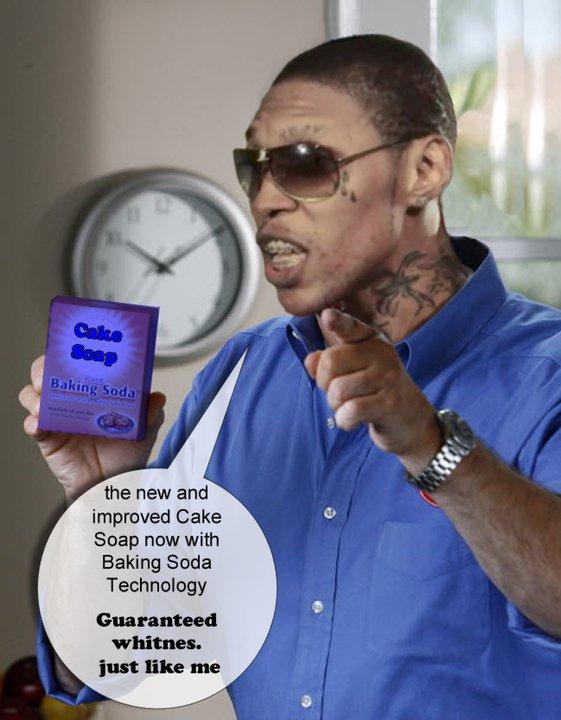 Cake
Soap
Pure
Baking Soda
the new and
improved Cake
Soap now with
Baking Soda
Technology
Guaranteed
whitnes.
just like me